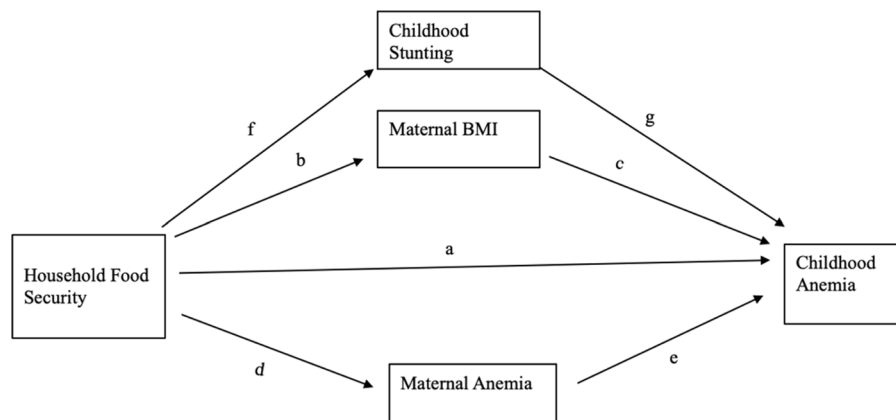 Childhood
Stunting
f
g
Maternal BMI
b
c
a
Household Food
Security
Childhood
Anemia
d
e
Maternal Anemia